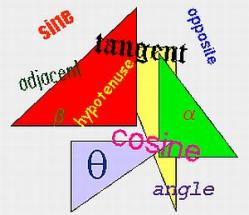 sine
opposite
tangent
adjacent
hypotenuse
β
α
cosine
θ
angle